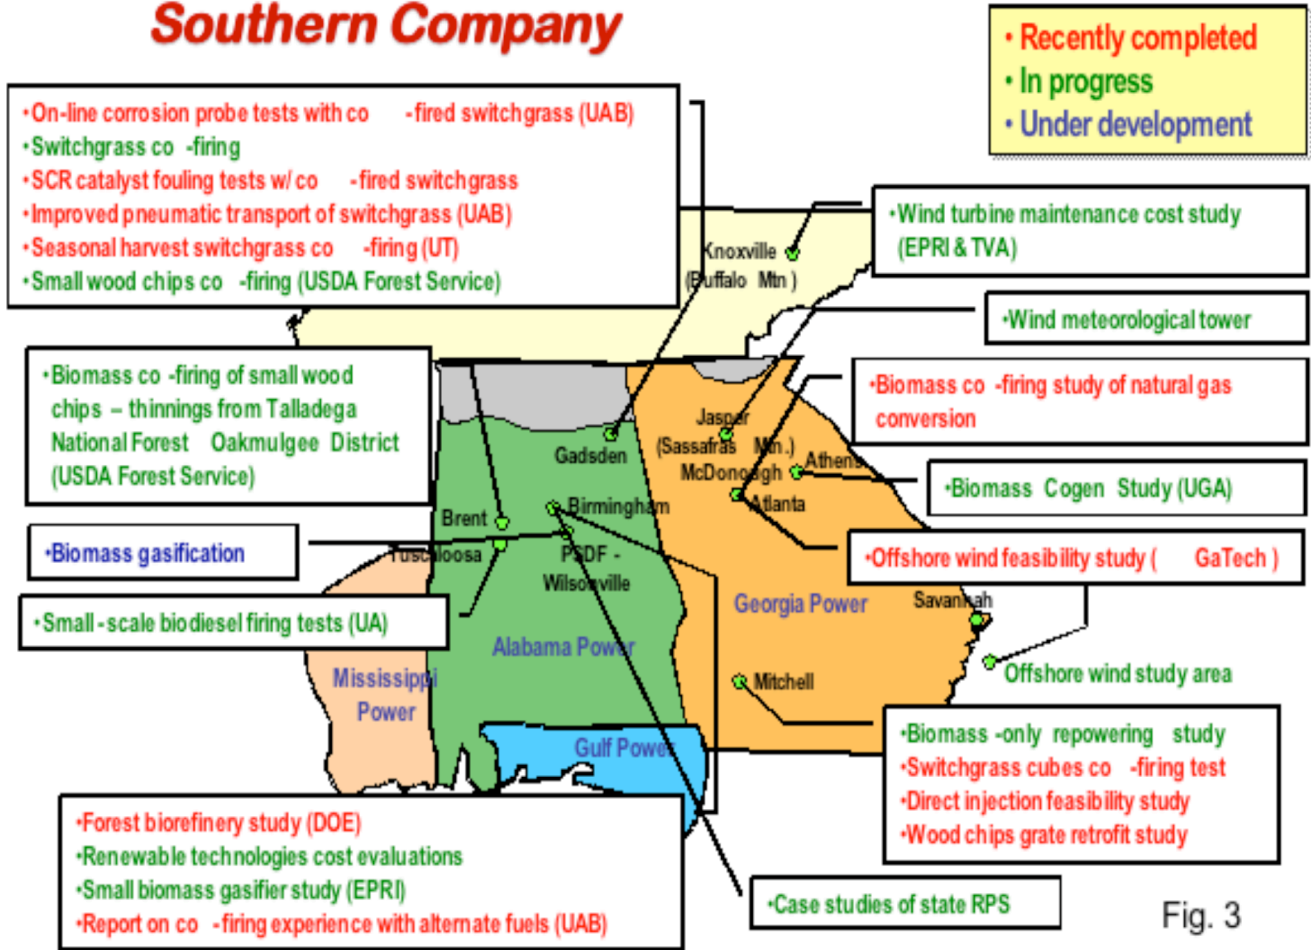 Southern Company
• Recently completed
• In progress
• Under development
•On-line corrosion probe tests with co -fired switchgrass (UAB)
•Switchgrass co -firing
•SCR catalyst fouling tests w/ co -fired switchgrass
•Improved pneumatic transport of switchgrass (UAB)
•Seasonal harvest switchgrass co -firing (UT)
•Small wood chips co -firing (USDA Forest Service)
•Wind turbine maintenance cost study
(EPRI & TVA)
Knoxville
(Buffalo Mtn )
•Wind meteorological tower
•Biomass co -firing of small wood
chips – thinnings from Talladega
National Forest Oakmulgee District
(USDA Forest Service)
•Biomass co -firing study of natural gas
conversion
Jasper
(Sassafras Mtn.)
Gadsden
McDonough
Athens
•Biomass Cogen Study (UGA)
Atlanta
Birmingham
Brent
•Biomass gasification
Tuscaloosa
PSDF -
Wilsonville
•Offshore wind feasibility study ( GaTech )
•Small -scale biodiesel firing tests (UA)
Georgia Power
Savannah
Alabama Power
Mississippi
Power
Mitchell
Offshore wind study area
Gulf Power
•Biomass -only repowering study
•Switchgrass cubes co -firing test
•Direct injection feasibility study
•Wood chips grate retrofit study
•Forest biorefinery study (DOE)
•Renewable technologies cost evaluations
•Small biomass gasifier study (EPRI)
•Report on co -firing experience with alternate fuels (UAB)
•Case studies of state RPS
Fig. 3